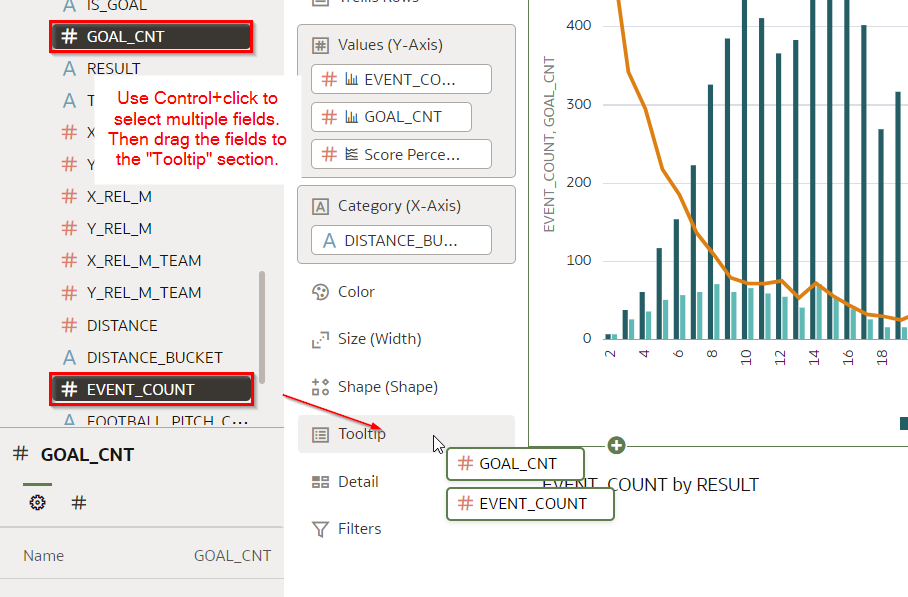 A IS_GOAL
# GOAL_CNT
A RESULT
A T
# X
# Y
# X_REL_M
# Y_REL_M
# X_REL_M_TEAM
# Y_REL_M_TEAM
# DISTANCE
A DISTANCE_BUCKET
# EVENT_COUNT
A FOOTBALL_PITCH_C...
Use Control+click to
select multiple fields.
Then drag the fields to
the "Tooltip" section.
# GOAL_CNT
#
Name GOAL_CNT
Trellis Rows
# Values (Y-Axis)
# EVENT_CO...
# GOAL_CNT
# Score Perce...
A Category (X-Axis)
A DISTANCE_BU...
Color
Size (Width)
Shape (Shape)
Tooltip
Detail
Filters
# GOAL_CNT
# EVENT_COUNT
EVENT_COUNT, GOAL_CNT
400
300
200
100
0
2 4 6 8 10 12 14 16 18
EVENT_COUNT by RESULT